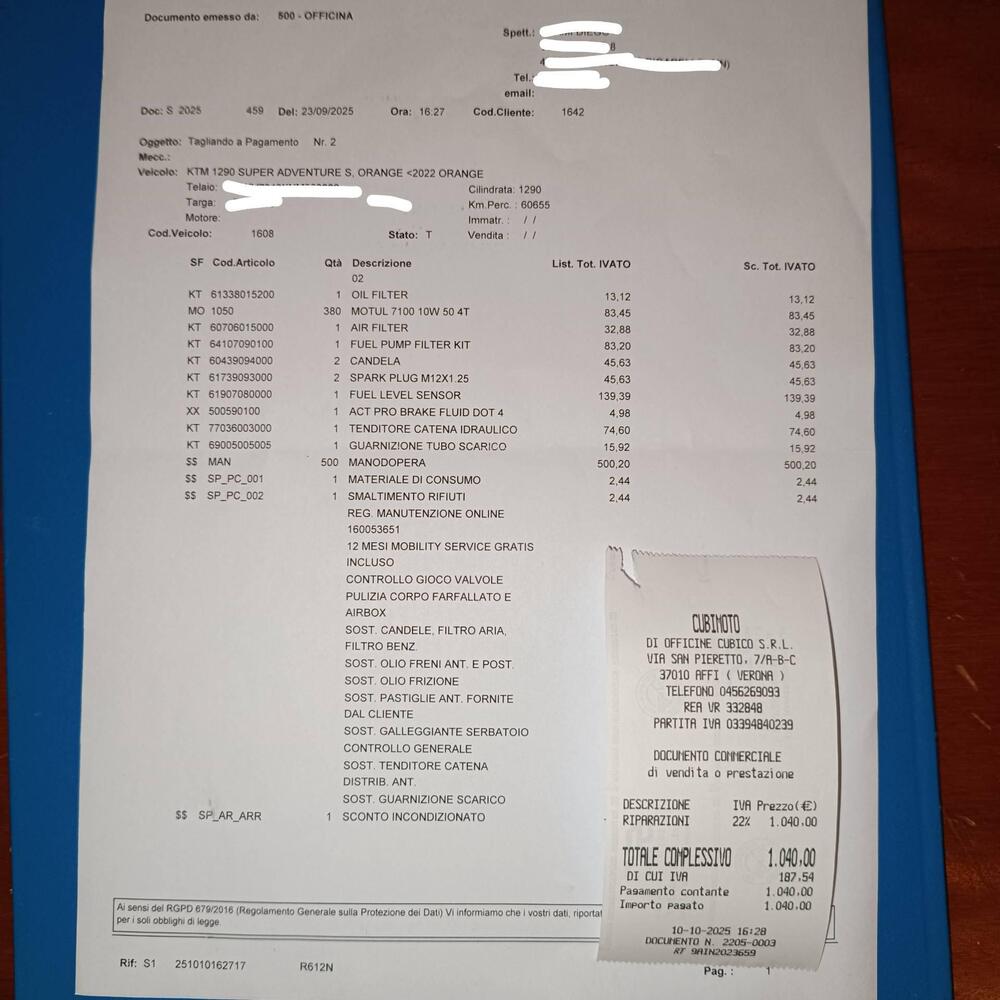 Documento emesso da: 500 - OFFICINA
Spett.:
Tel.:
email:
Doc: S 2025 459 Del: 23/09/2025 Ora: 16:27 Cod.Cliente: 1642
Oggetto: Tagliando a Pagamento Nr. 2
Mecc.:
Veicolo: KTM 1290 SUPER ADVENTURE S, ORANGE <2022 ORANGE
Telaio: Cilindrata: 1290
Targa: Km.Perc. : 60655
Motore: Immatr. : / /
Cod.Veicolo: 1608 Stato: T Vendita : / /
SF Cod.Articolo Qtà Descrizione List. Tot. IVATO Sc. Tot. IVATO
02
KT 61338015200 1 OIL FILTER 13,12 13,12
MO 1050 380 MOTUL 7100 10W 50 4T 83,45 83,45
KT 60706015000 1 AIR FILTER 32,88 32,88
KT 64107090100 1 FUEL PUMP FILTER KIT 83,20 83,20
KT 60439094000 2 CANDELA 45,63 45,63
KT 61739093000 2 SPARK PLUG M12X1.25 45,63 45,63
KT 61907080000 1 FUEL LEVEL SENSOR 139,39 139,39
XX 500590100 1 ACT PRO BRAKE FLUID DOT 4 4,98 4,98
KT 77036003000 1 TENDITORE CATENA IDRAULICO 74,60 74,60
KT 69005005005 1 GUARNIZIONE TUBO SCARICO 15,92 15,92
$$ MAN 500 MANODOPERA 500,20 500,20
$$ SP_PC_001 1 MATERIALE DI CONSUMO 2,44 2,44
$$ SP_PC_002 1 SMALTIMENTO RIFIUTI 2,44 2,44
REG. MANUTENZIONE ONLINE
160053651
12 MESI MOBILITY SERVICE GRATIS
INCLUSO
CONTROLLO GIOCO VALVOLE
PULIZIA CORPO FARFALLATO E
AIRBOX
SOST. CANDELE, FILTRO ARIA,
FILTRO BENZ.
SOST. OLIO FRENI ANT. E POST.
SOST. OLIO FRIZIONE
SOST. PASTIGLIE ANT. FORNITE
DAL CLIENTE
SOST. GALLEGGIANTE SERBATOIO
CONTROLLO GENERALE
SOST. TENDITORE CATENA
DISTRIB. ANT.
SOST. GUARNIZIONE SCARICO
$$ SP_AR_ARR 1 SCONTO INCONDIZIONATO
Ai sensi del RGPD 679/2016 (Regolamento Generale sulla Protezione dei Dati) Vi informiamo che i vostri dati,
per i soli obblighi di legge.
Rif: S1 251010162717 R612N Pag. : 1
CUBIMOTO
DI OFFICINE CUBICO S.R.L.
VIA SAN PIERETTO, 7/A-B-C
37010 AFFI ( VERONA )
TELEFONO 0456269093
REA VR 332848
PARTITA IVA 03394840239
DOCUMENTO COMMERCIALE
di vendita o prestazione
DESCRIZIONE IVA Prezzo(€)
RIPARAZIONI 22% 1.040,00
TOTALE COMPLESSIVO 1.040,00
DI CUI IVA 187,54
Pagamento contante 1.040,00
Importo pagato 1.040,00
10-10-2025 16:28
DOCUMENTO N. 2205-0003
RT 9AIN2023659